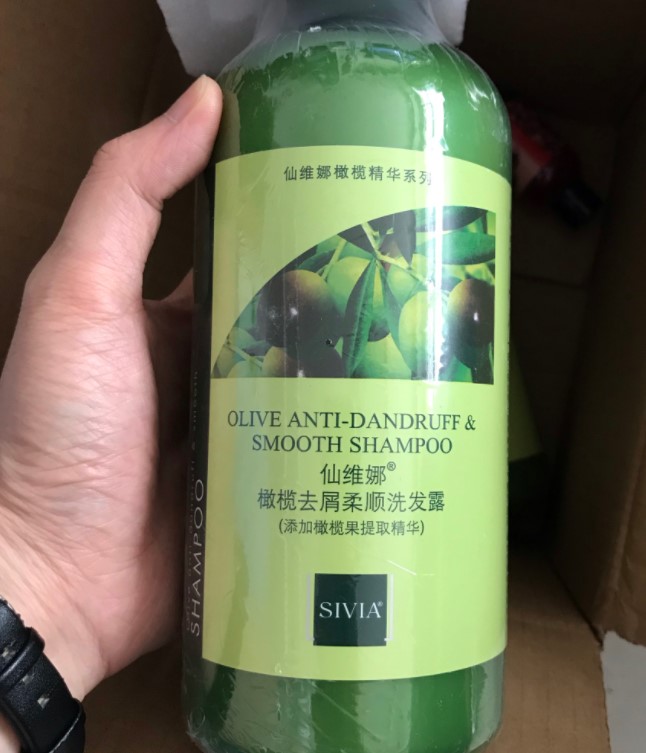 仙维娜橄榄精华系列
OLIVE ANTI-DANDRUFF &
SMOOTH SHAMPOO
仙维娜®
橄榄去屑柔顺洗发露
(添加橄榄果提取精华)
SIVIA®
SHAMPOO